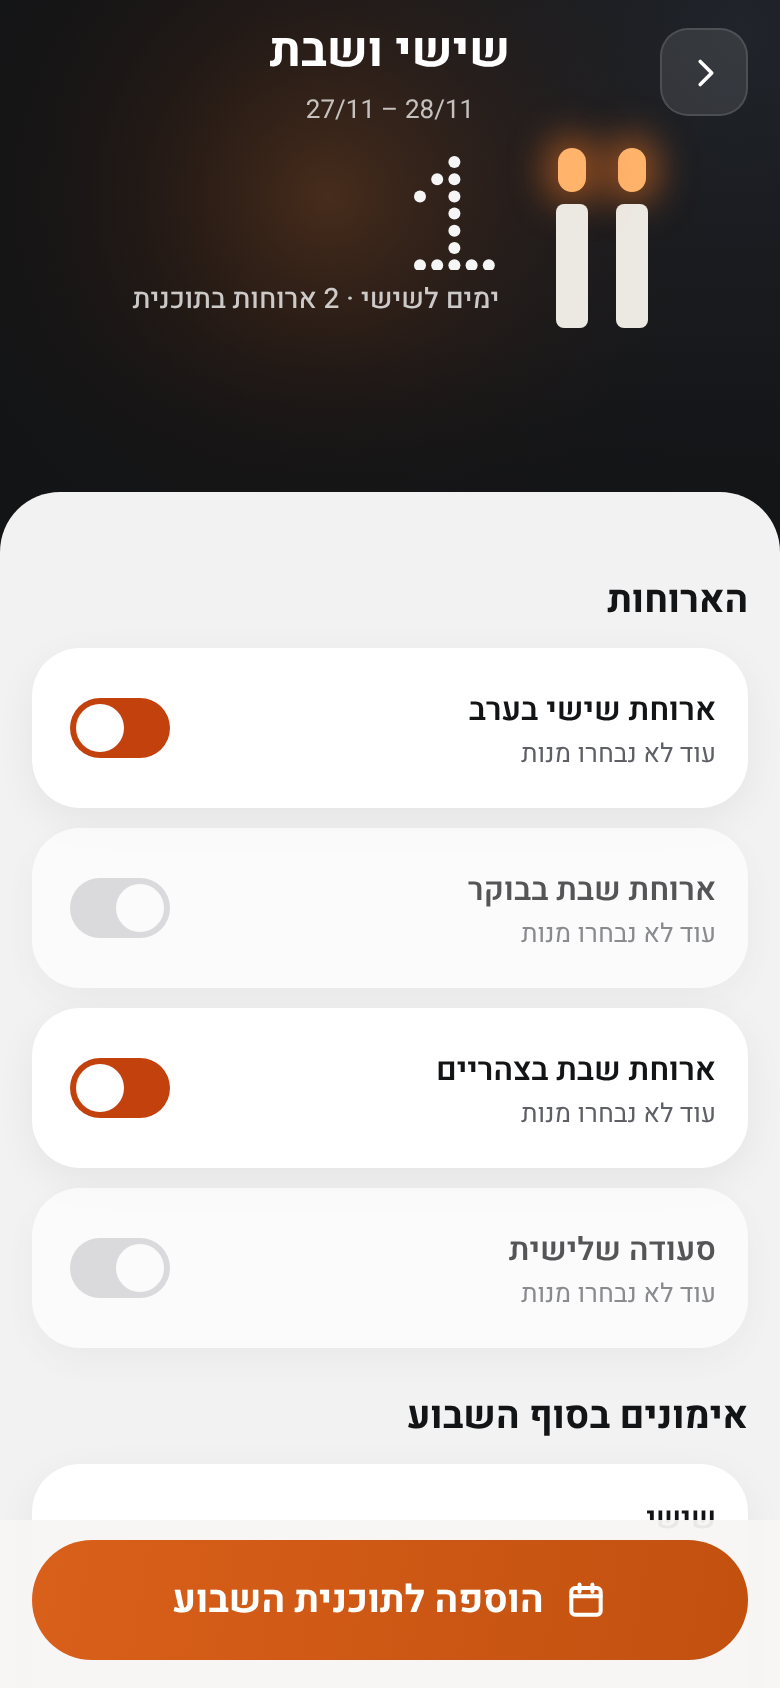 שישי ושבת
27/11 – 28/11
1
ימים לשישי · 2 ארוחות בתוכנית
הארוחות
ארוחת שישי בערב
עוד לא נבחרו מנות
ארוחת שבת בבוקר
עוד לא נבחרו מנות
ארוחת שבת בצהריים
עוד לא נבחרו מנות
סעודה שלישית
עוד לא נבחרו מנות
אימונים בסוף השבוע
שישי
הוספה לתוכנית השבוע